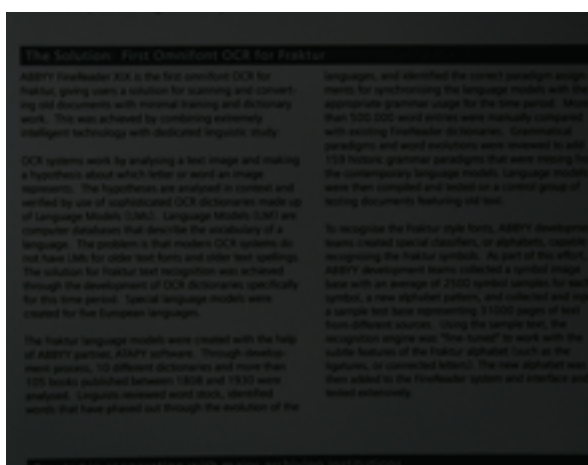 The Solution: First Omnifont OCR for Fraktur
ABBYY FineReader XIX is the first omnifont OCR for
Fraktur, giving users a solution for scanning and convert-
ing old documents with minimal training and dictionary
work. This was achieved by combining extremely
intelligent technology with dedicated linguistic study.
OCR systems work by analysing a text image and making
a hypothesis about which letter or word an image
represents. The hypotheses are analysed in context and
verified by use of sophisticated OCR dictionaries made up
of Language Models (LMs). Language Models (LM) are
computer databases that describe the vocabulary of a
language. The problem is that modern OCR systems do
not have LMs for older text fonts and older text spellings.
The solution for Fraktur text recognition was achieved
through the development of OCR dictionaries specifically
for this time period. Special language models were
created for five European languages.
The Fraktur language models were created with the help
of ABBYY partner, ATAPY software. Through develop-
ment process, 10 different dictionaries and more than
105 books published between 1808 and 1930 were
analysed. Linguists reviewed word stock, identified
words that have phased out through the evolution of the
languages, and identified the correct paradigm assign-
ments for synchronising the language models with the
appropriate grammar usage for the time period. More
than 500.000 word entries were manually compared
with existing FineReader dictionaries. Grammatical
paradigms and word evolutions were reviewed to add
159 historic grammar paradigms that were missing
the contemporary language models. Language models
were then compiled and tested on a control group of
testing documents featuring old text.
To recognise the Fraktur style fonts, ABBYY development
teams created special classifiers, or alphabets, capable
recognising the Fraktur symbols. As part of this effort,
ABBYY development teams collected a symbol image
base with an average of 2500 symbol samples for each
symbol, a new alphabet pattern, and collected and
a sample text base representing 31000 pages of text
from different sources. Using the sample text, the
recognition engine was "fine-tuned" to work with the
subtle features of the Fraktur alphabet (such as the
ligatures, or connected letters). The new alphabet was
then added to the FineReader system and interface and
tested extensively.